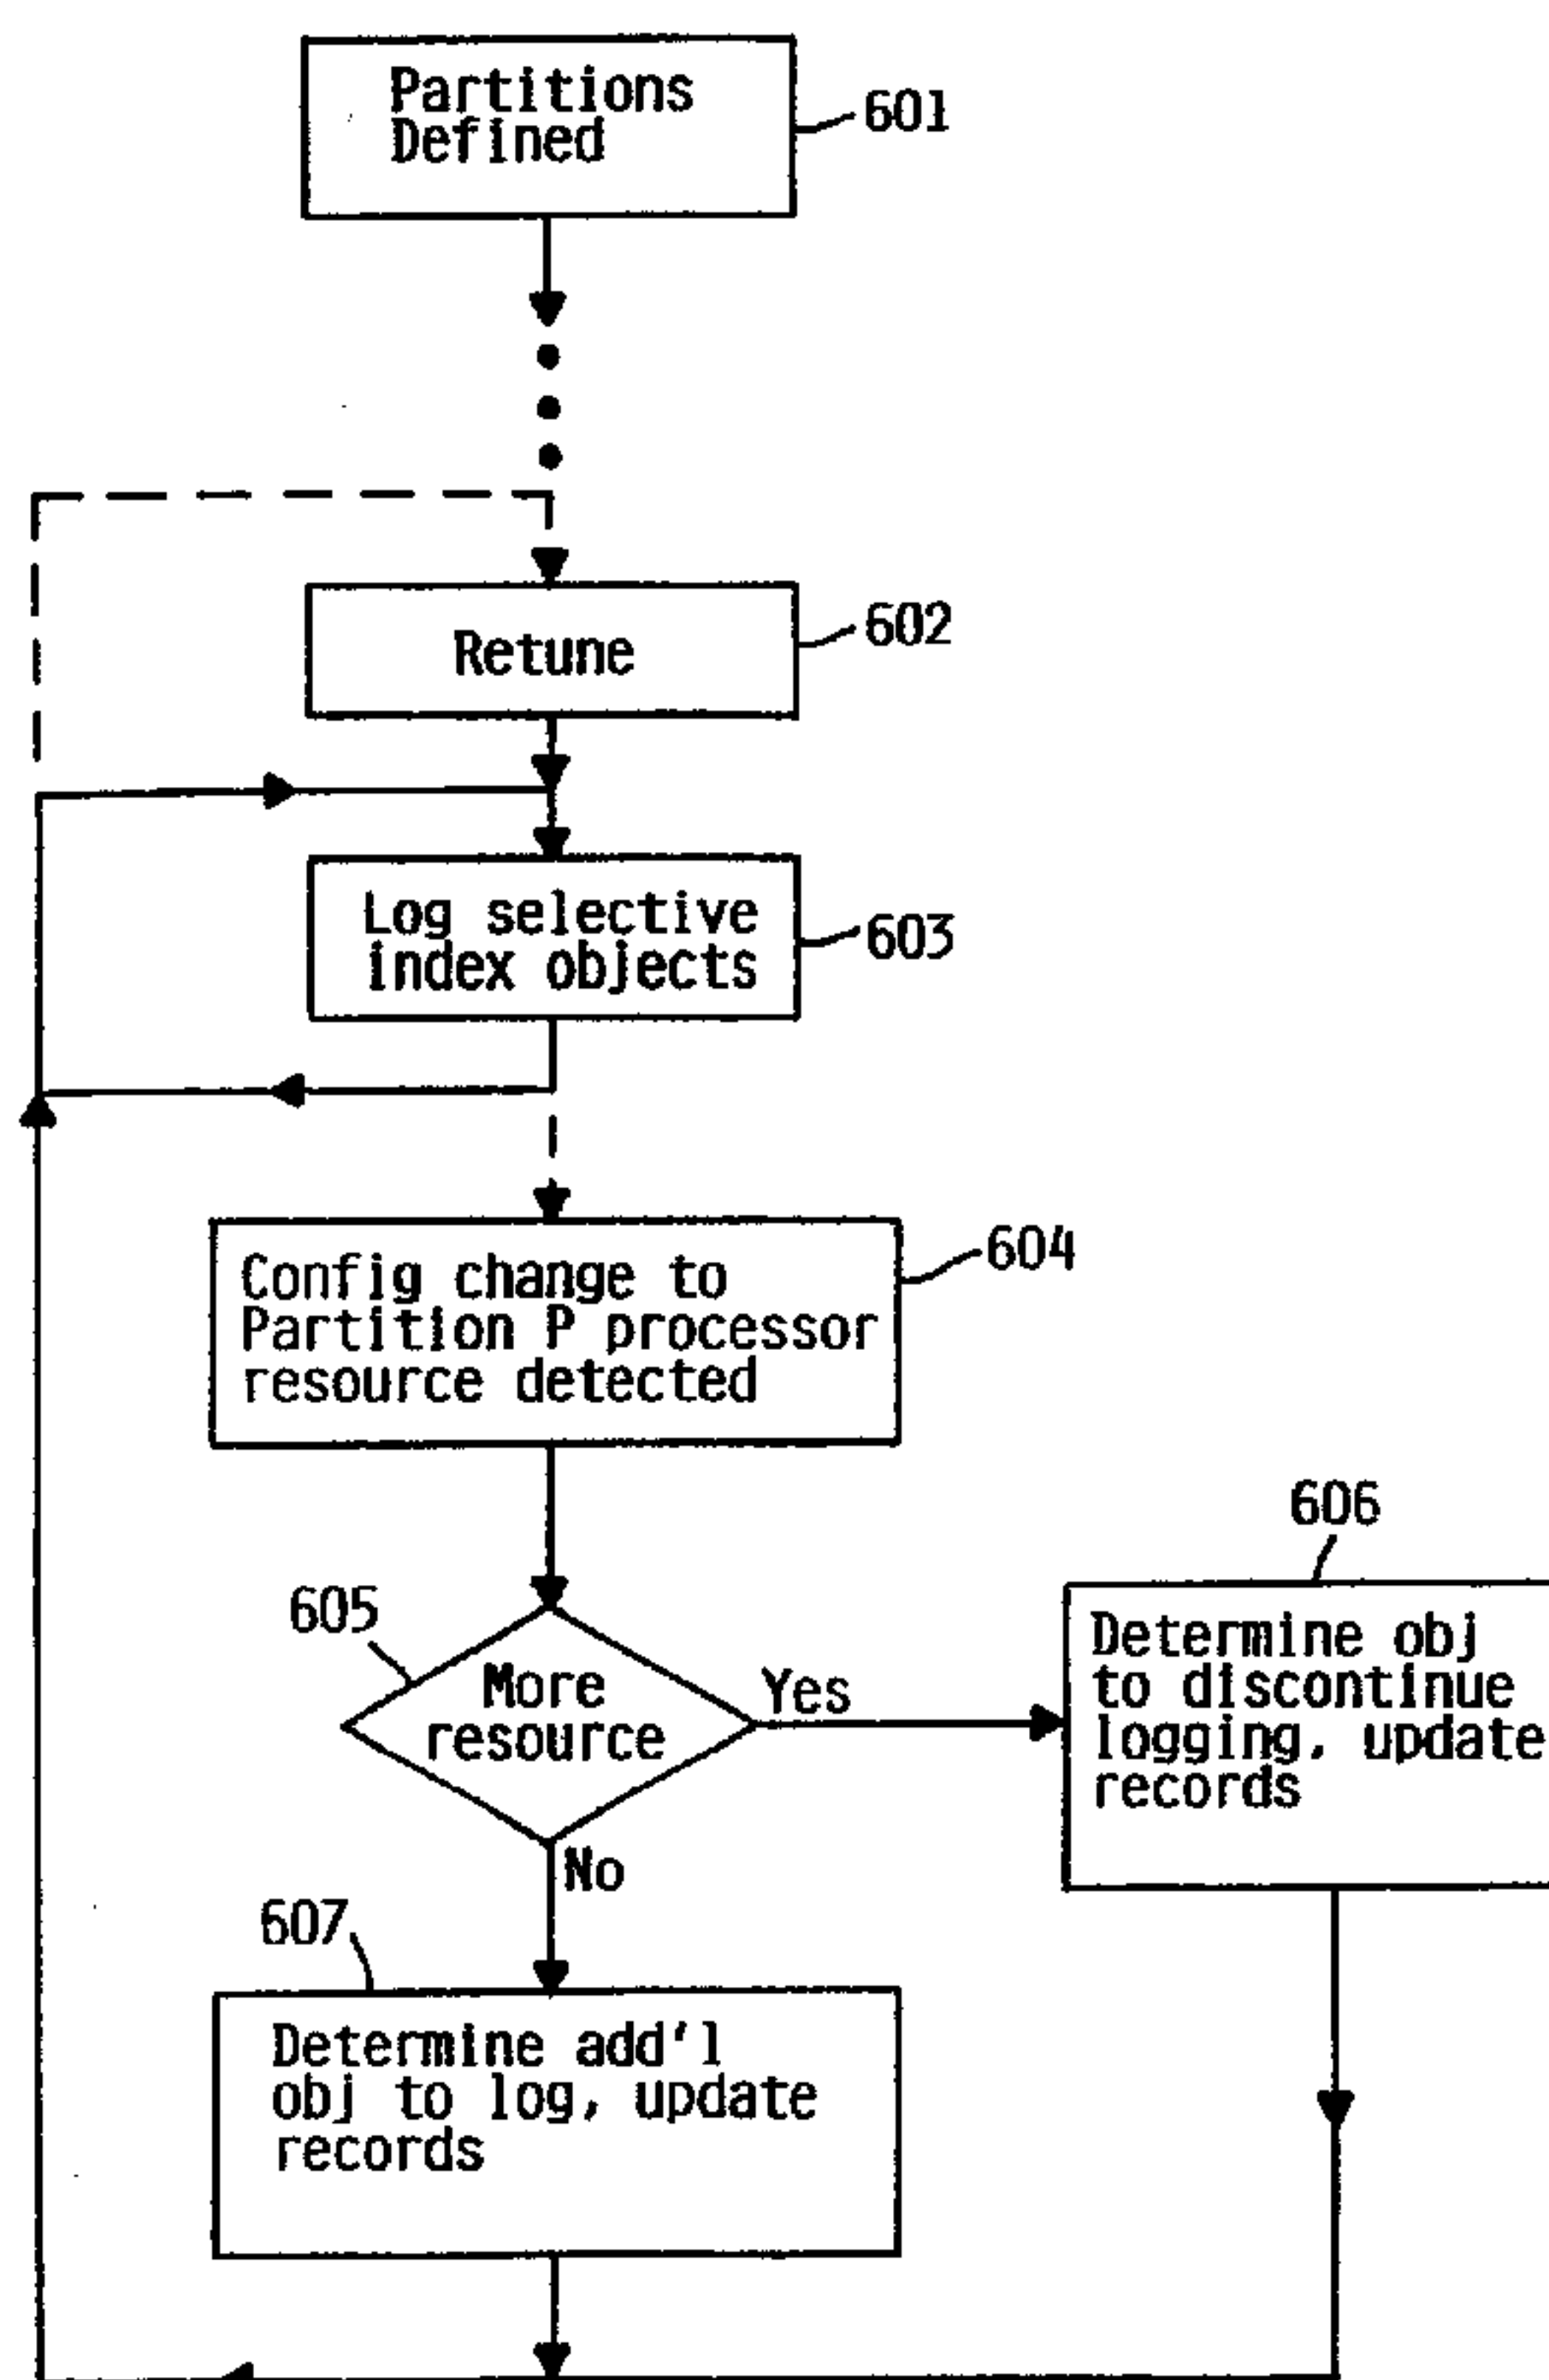 Partitions
Defined
601
Retune
602
Log selective
index objects
603
Config change to
Partition P processor
resource detected
604
605
More
resource
Yes
No
606
Determine obj
to discontinue
logging, update
records
607
Determine add'l
obj to log, update
records